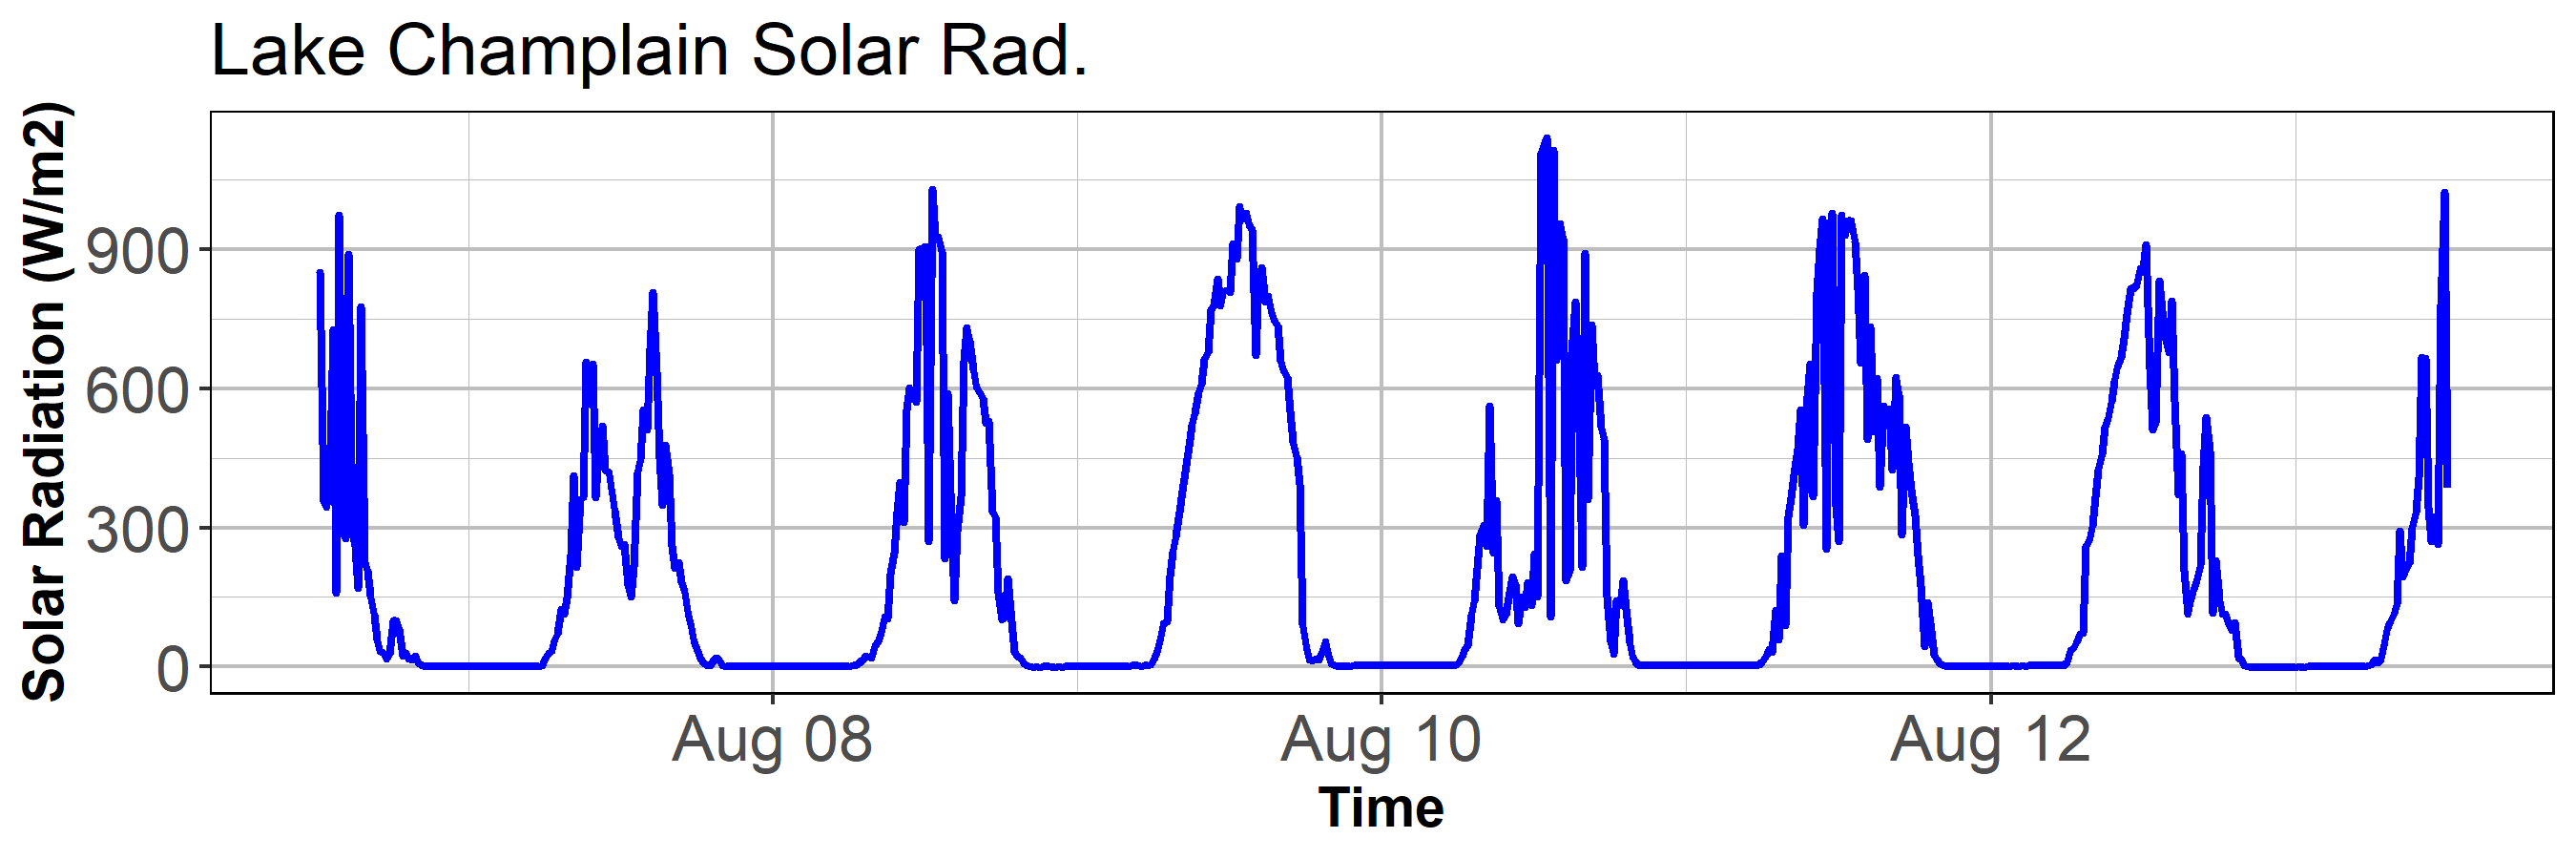 Lake Champlain Solar Rad.
Solar Radiation (W/m2)
900
600
300
0
Aug 08
Aug 10
Aug 12
Time